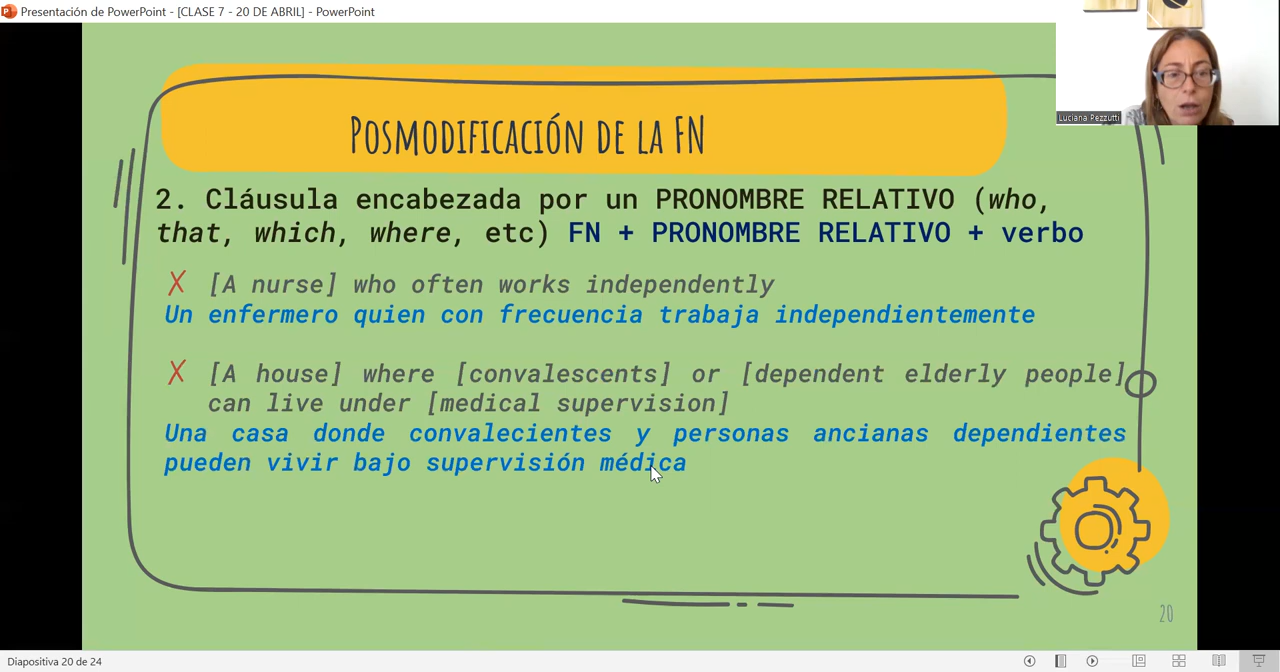 Presentación de PowerPoint - [CLASE 7 - 20 DE ABRIL] - PowerPoint
Luciana Pezzutti
POSMODIFICACIÓN DE LA FN
2. Cláusula encabezada por un PRONOMBRE RELATIVO (who,
that, which, where, etc) FN + PRONOMBRE RELATIVO + verbo
[A nurse] who often works independently
Un enfermero quien con frecuencia trabaja independientemente
[A house] where [convalescents] or [dependent elderly people]
can live under [medical supervision]
Una casa donde convalecientes y personas ancianas dependientes
pueden vivir bajo supervisión médica
20
Diapositiva 20 de 24